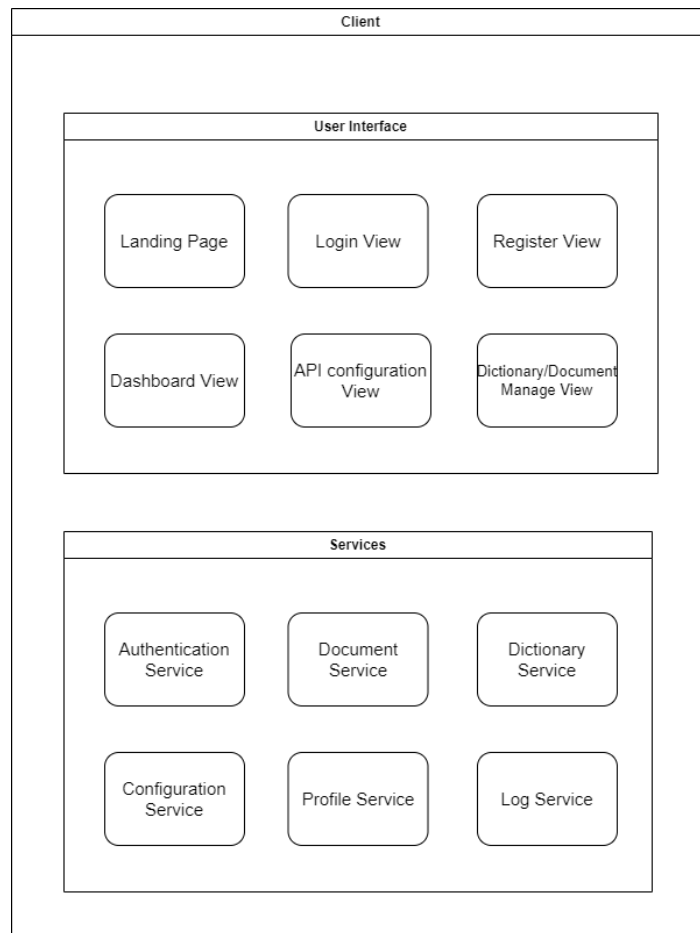 Client
User Interface
Landing Page
Login View
Register View
Dashboard View
API configuration
View
Dictionary/Document
Manage View
Services
Authentication
Service
Document
Service
Dictionary
Service
Configuration
Service
Profile Service
Log Service